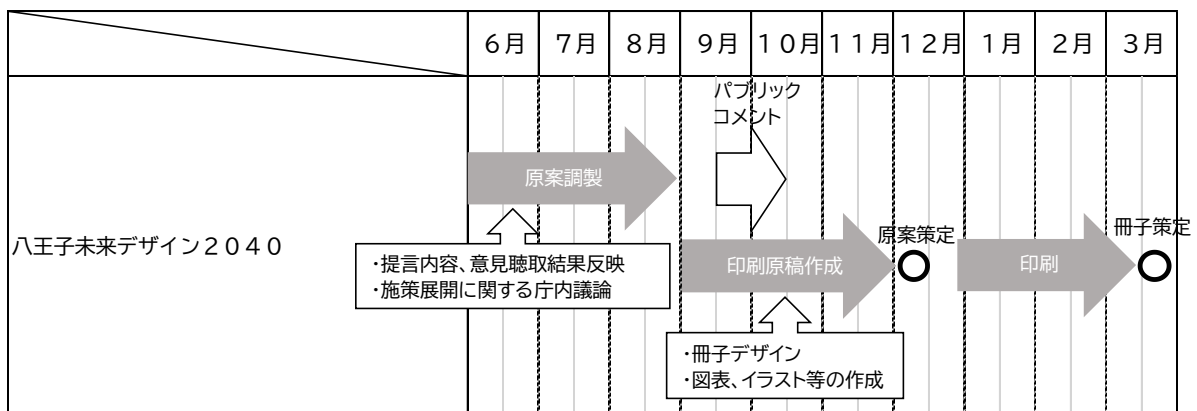 6月 7月 8月 9月 10月 11月 12月 1月 2月 3月
パブリック
コメント
原案調製
八王子未来デザイン2040
・提言内容、意見聴取結果反映
・施策展開に関する庁内議論
印刷原稿作成
原案策定
印刷
冊子策定
・冊子デザイン
・図表、イラスト等の作成